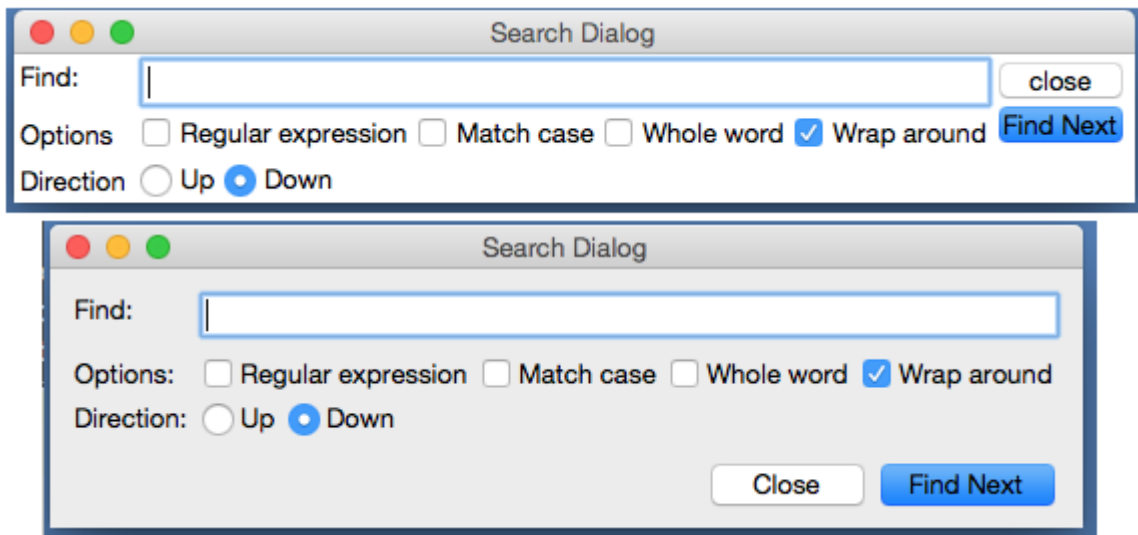 Search Dialog
Find: close
Options Regular expression Match case Whole word Wrap around Find Next
Direction Up Down
Search Dialog
Find:
Options: Regular expression Match case Whole word Wrap around
Direction: Up Down
Close Find Next